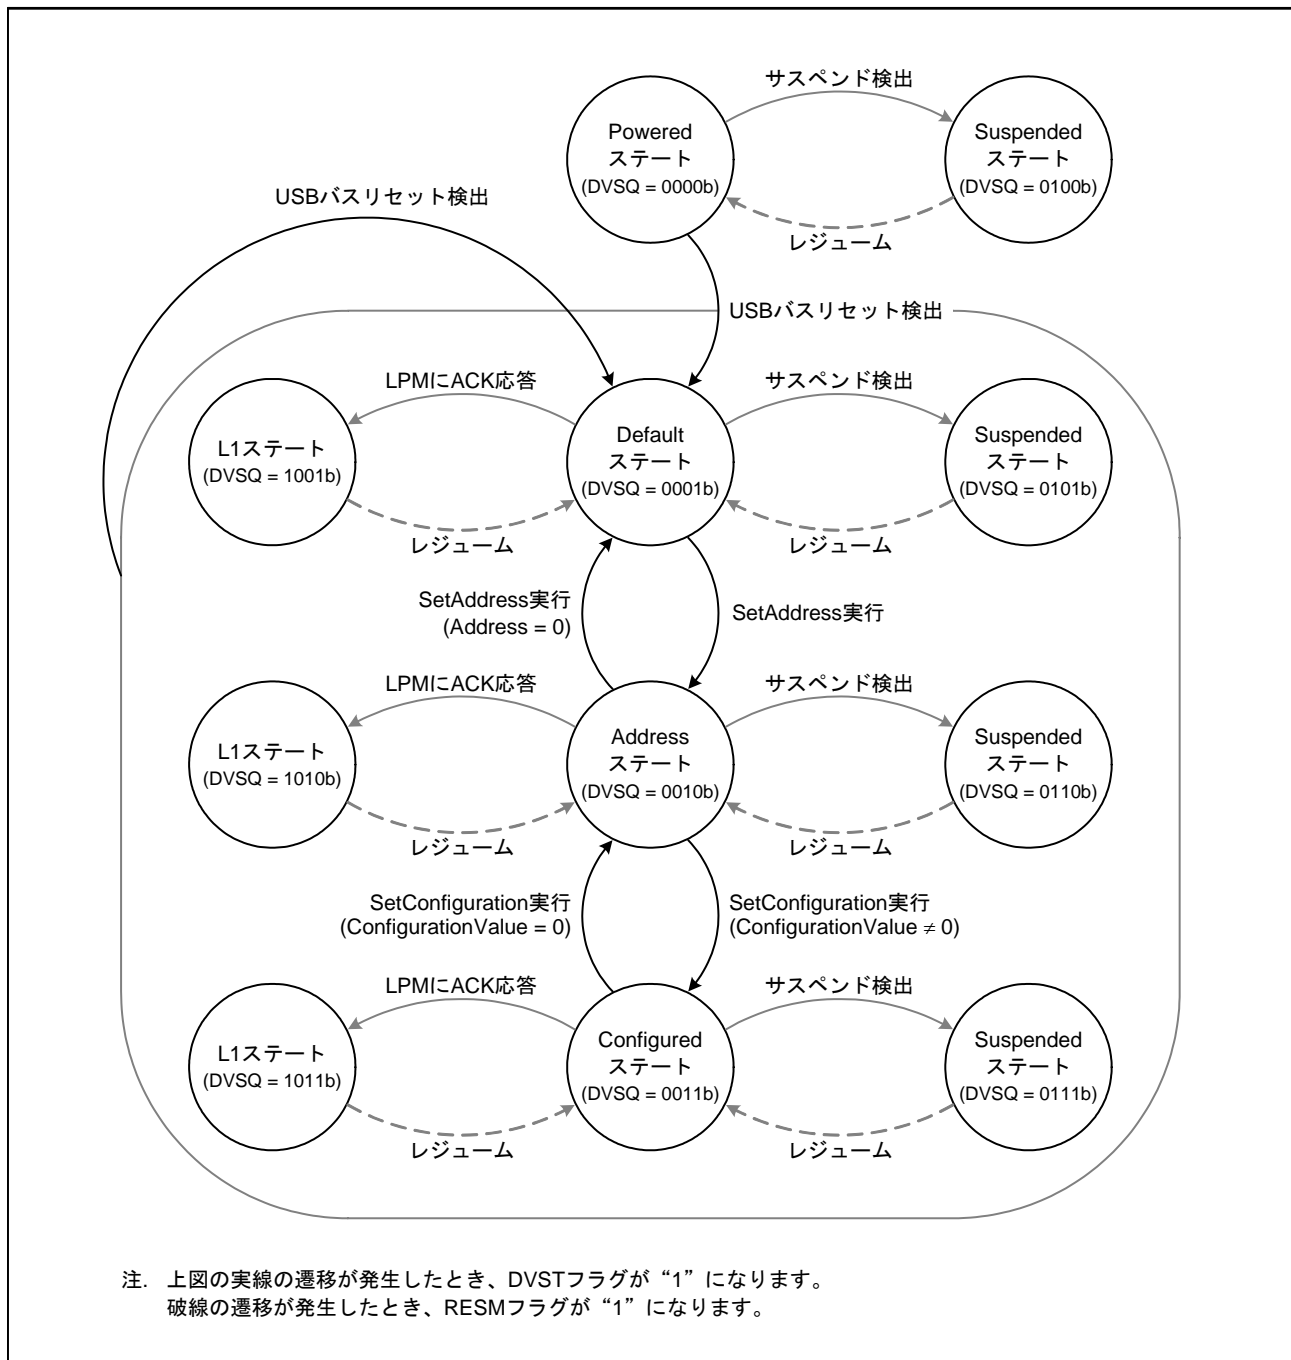 サスペンド検出
Powered
ステート
(DVSQ = 0000b)
Suspended
ステート
(DVSQ = 0100b)
レジューム
USBバスリセット検出
USBバスリセット検出
LPMにACK応答
サスペンド検出
L1ステート
(DVSQ = 1001b)
Default
ステート
(DVSQ = 0001b)
Suspended
ステート
(DVSQ = 0101b)
レジューム
レジューム
SetAddress実行
(Address = 0)
SetAddress実行
LPMにACK応答
サスペンド検出
L1ステート
(DVSQ = 1010b)
Address
ステート
(DVSQ = 0010b)
Suspended
ステート
(DVSQ = 0110b)
レジューム
レジューム
SetConfiguration実行
(ConfigurationValue = 0)
SetConfiguration実行
(ConfigurationValue ≠ 0)
LPMにACK応答
サスペンド検出
L1ステート
(DVSQ = 1011b)
Configured
ステート
(DVSQ = 0011b)
Suspended
ステート
(DVSQ = 0111b)
レジューム
レジューム
注. 上図の実線の遷移が発生したとき、DVSTフラグが“1”になります。
破線の遷移が発生したとき、RESMフラグが“1”になります。